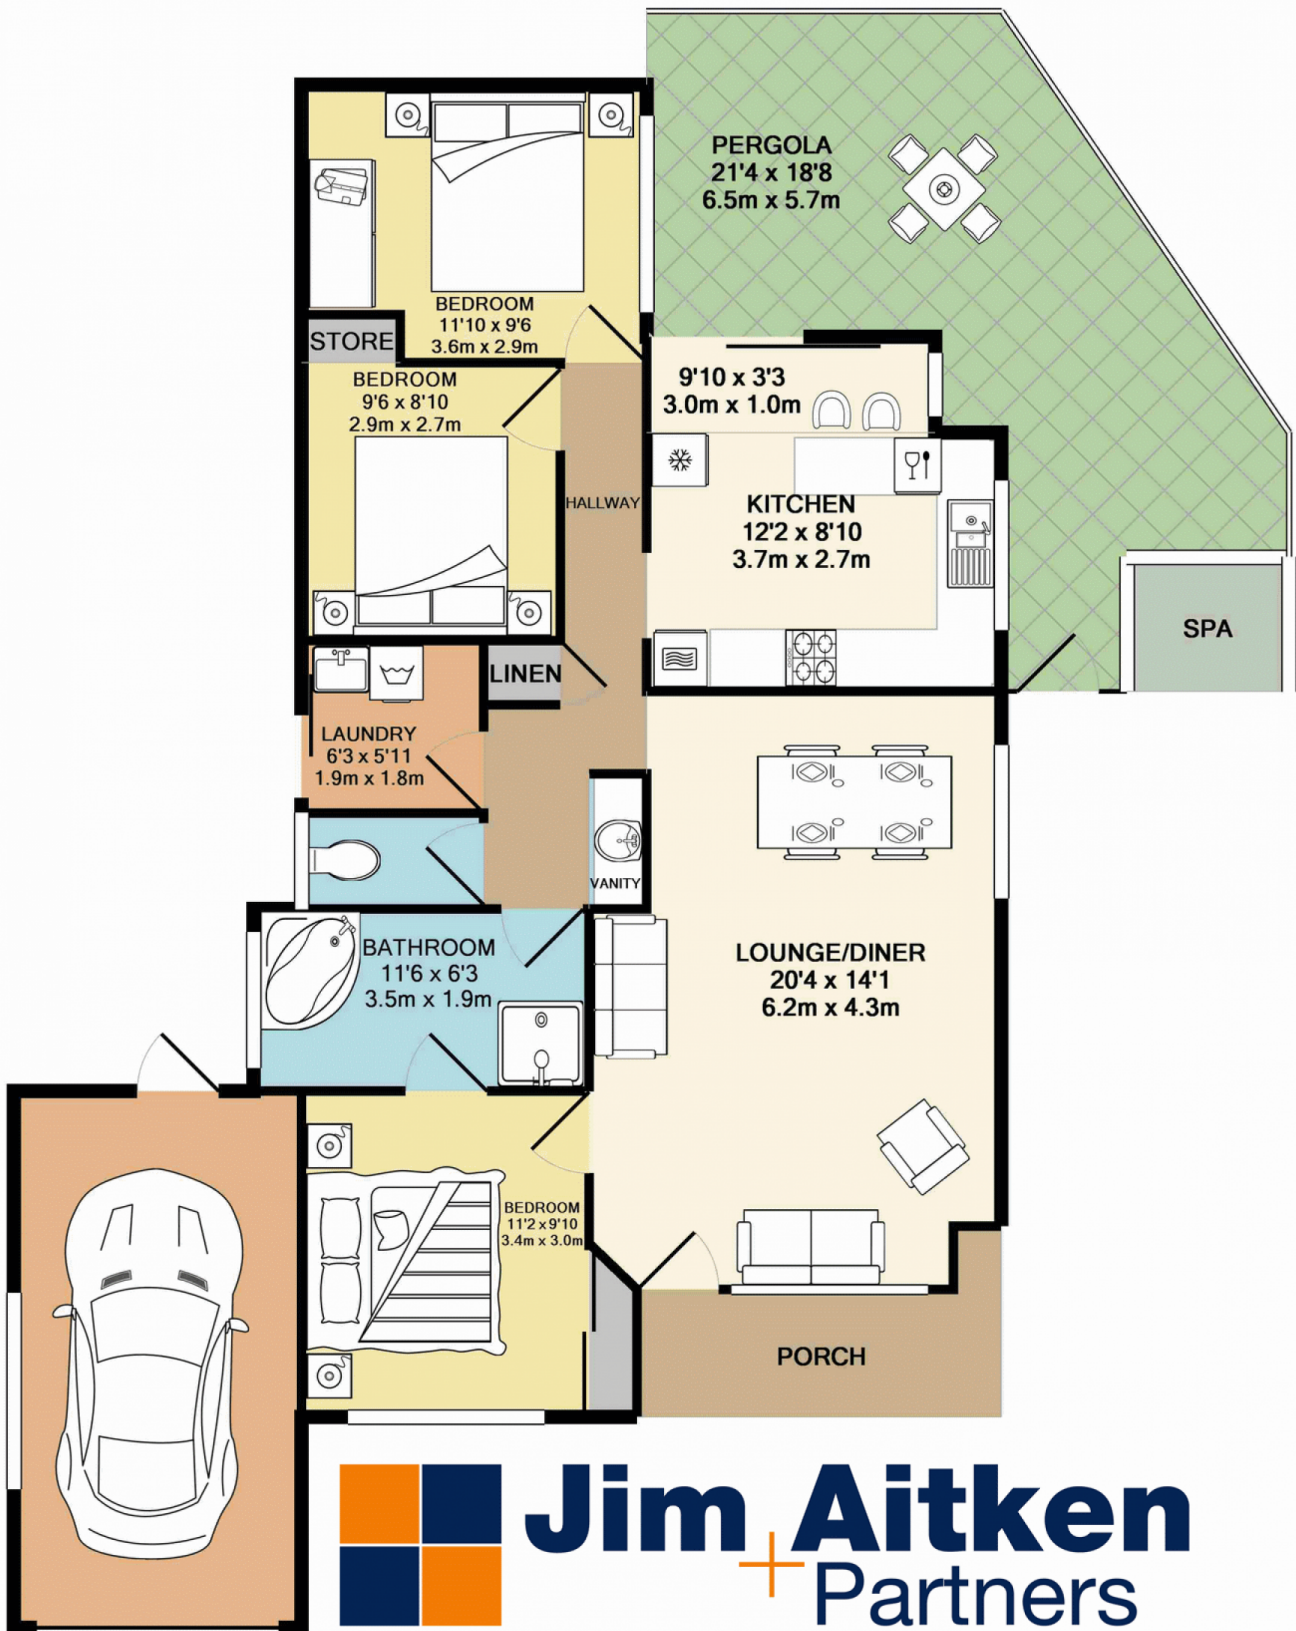 PERGOLA
21'4 x 18'8
6.5m x 5.7m
BEDROOM
11'10 x 9'6
3.6m x 2.9m
STORE
BEDROOM
9'6 x 8'10
2.9m x 2.7m
9'10 x 3'3
3.0m x 1.0m
HALLWAY
KITCHEN
12'2 x 8'10
3.7m x 2.7m
SPA
LINEN
LAUNDRY
6'3 x 5'11
1.9m x 1.8m
VANITY
BATHROOM
11'6 x 6'3
3.5m x 1.9m
LOUNGE/DINER
20'4 x 14'1
6.2m x 4.3m
BEDROOM
11'2 x 9'10
3.4m x 3.0m
PORCH
Jim Aitken
+ Partners